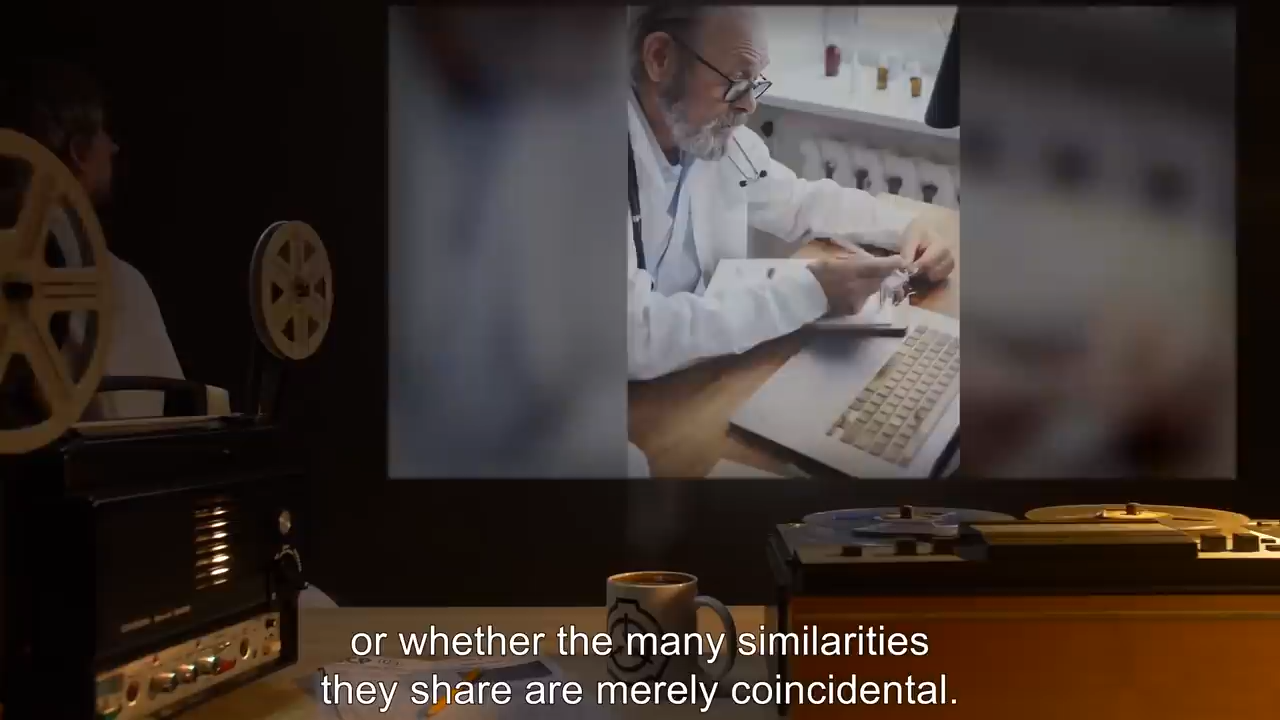 or whether the many similarities
they share are merely coincidental.